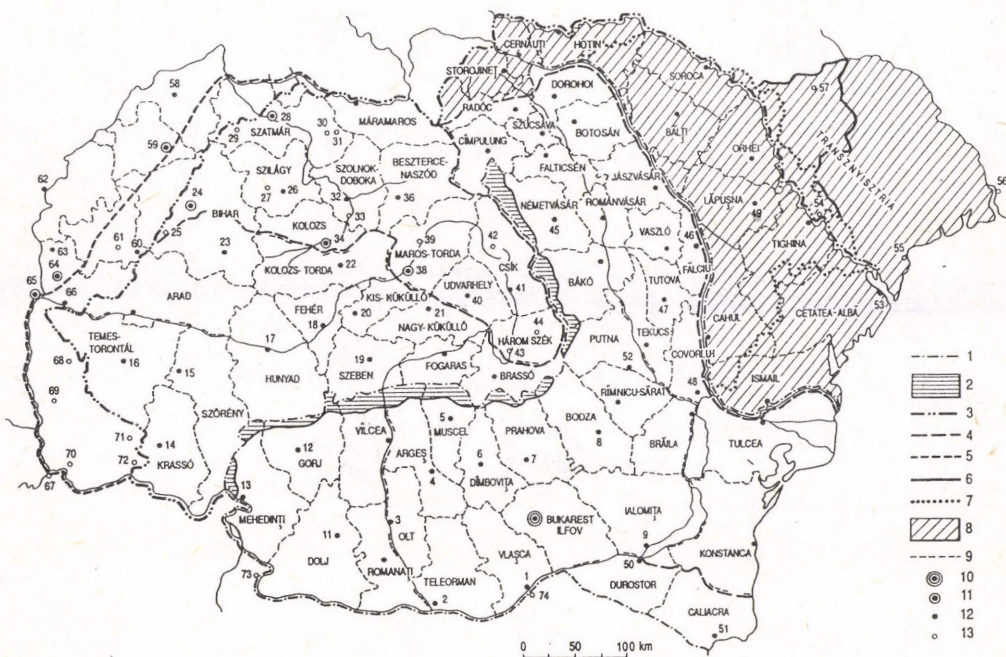 CERNĂUȚI
HOTIN
STOROJINE
SOROCA
RADÓC
DOROHOI
57
58
MÁRAMAROS
SZUCSÁVA
BOTOSÁN
BĂLȚI
TRANSZNYISZTRIA
28
29
SZATMÁR
30
31
CÎMPULUNG
ORHEI
59
FALTICSÉN
JÁSZVÁSÁR
SZILÁGY
SZOLNOK-
DOBOKA
BESZTERCE-
NASZÓD
LĂPUSNA
56
62
24
26
27
32
36
NÉMETVÁSÁR
ROMÁNVÁSÁR
49
54
BIHAR
KOLOZS
33
45
VASZLÓ
46
TIGHINA
61
25
34
39
42
63
60
23
MAROS-TORDA
CSÍK
FĂLCIU
55
64
KOLOZS-TORDA
22
38
UDVARHELY
BÁKÓ
TUTOVA
65
66
ARAD
KIS-KÜKÜLLŐ
40
41
47
CAHUL
CETATEA-ALBĂ
53
FEHÉR
18
20
21
44
TEMES-
TORONTÁL
NAGY-KÜKÜLLŐ
HÁROM SZÉK
PUTNA
TEKUCS
COVORLUI
17
43
68
16
15
19
SZEBEN
FOGARAS
52
ISMAIL
HUNYAD
BRASSÓ
69
SZÖRÉNY
RÎMNICU-SĂRAT
48
5
BODZA
71
14
12
VÎLCEA
MUSCEL
PRAHOVA
8
BRĂILA
TULCEA
70
72
KRASSÓ
GORJ
ARGEȘ
6
7
67
4
DÎMBOVITA
13
MEHEDINȚI
BUKAREST
ILFOV
IALOMIȚA
11
3
OLT
9
KONSTANCA
DOLJ
VLAȘCA
50
73
ROMANAȚI
TELEORMAN
1
74
DUROSTOR
2
CALIACRA
51
0 50 100 km
1
2
3
4
5
6
7
8
9
10
11
12
13